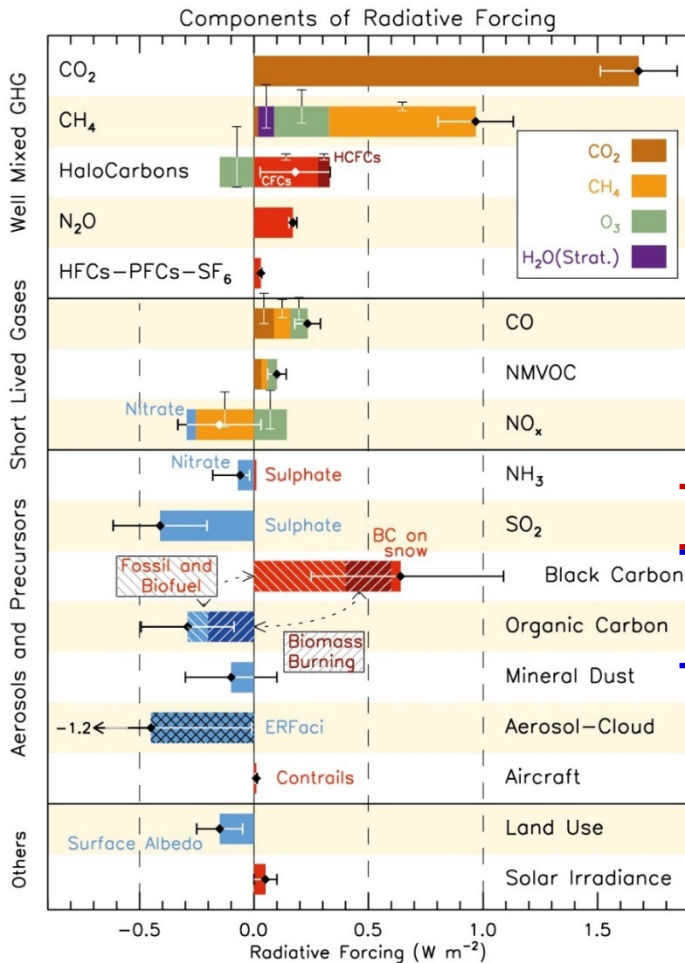 Components of Radiative Forcing
Well Mixed GHG
CO₂
CH₄
HaloCarbons
CFCs
HCFCs
N₂O
HFCs-PFCs-SF₆
CO₂
CH₄
O₃
H₂O(Strat.)
Short Lived Gases
CO
NMVOC
Nitrate
NOₓ
Aerosols and Precursors
Nitrate
Sulphate
NH₃
Sulphate
SO₂
BC on
snow
Fossil and
Biofuel
Black Carbon
Biomass
Burning
Organic Carbon
Mineral Dust
-1.2
ERFaci
Aerosol-Cloud
Contrails
Aircraft
Others
Surface Albedo
Land Use
Solar Irradiance
-0.5 0.0 0.5 1.0 1.5
Radiative Forcing (W m⁻²)